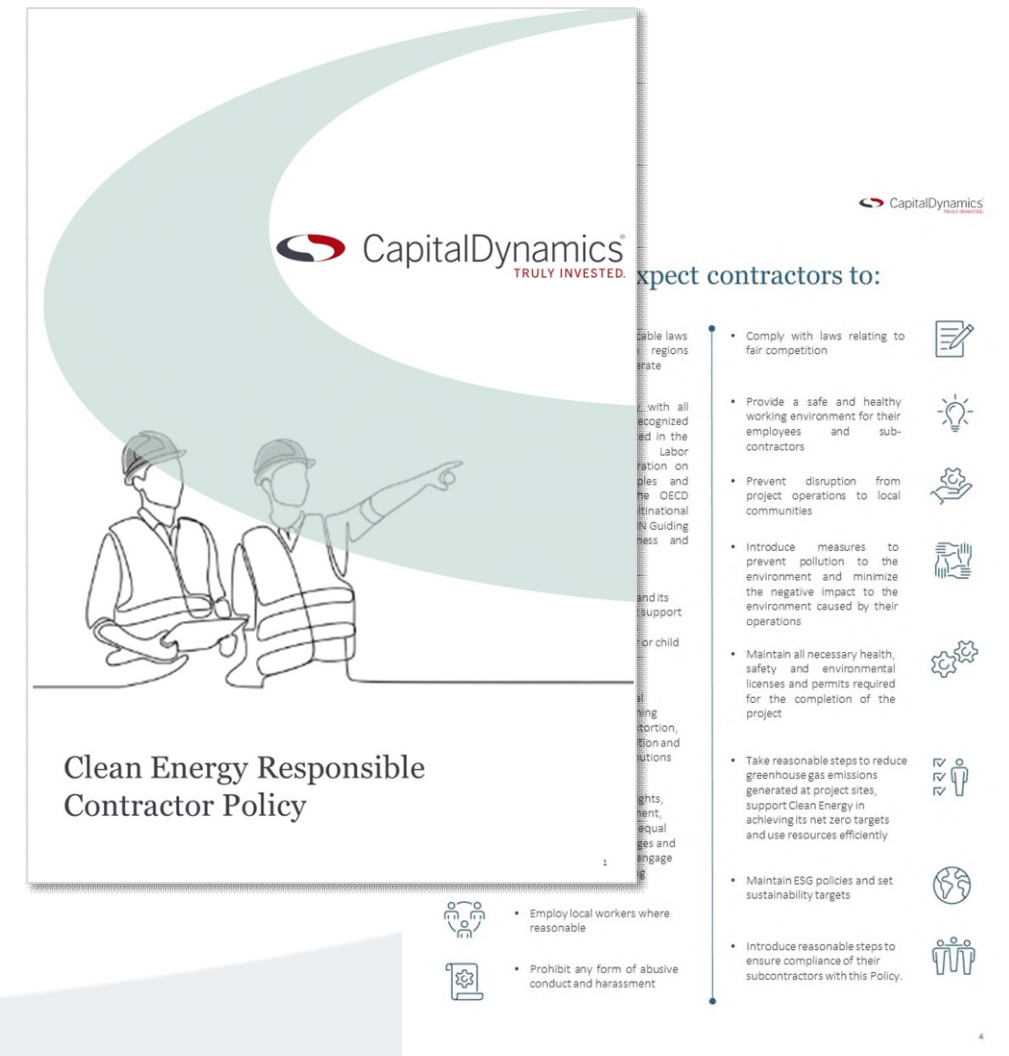 CapitalDynamics®
TRULY INVESTED.
Clean Energy Responsible
Contractor Policy
1
CapitalDynamics
TRULY INVESTED
xpect contractors to:
cable laws
regions
erate
with all
ecognized
ed in the
Labor
ration on
ples and
he OECD
ltinational
N Guiding
ness and
and its
support
or child
ning
tortion,
tion and
utions
ghts,
ment,
equal
ges and
engage
g
• Employ local workers where
reasonable
• Prohibit any form of abusive
conduct and harassment
• Comply with laws relating to
fair competition
• Provide a safe and healthy
working environment for their
employees and sub-
contractors
• Prevent disruption from
project operations to local
communities
• Introduce measures to
prevent pollution to the
environment and minimize
the negative impact to the
environment caused by their
operations
• Maintain all necessary health,
safety and environmental
licenses and permits required
for the completion of the
project
• Take reasonable steps to reduce
greenhouse gas emissions
generated at project sites,
support Clean Energy in
achieving its net zero targets
and use resources efficiently
• Maintain ESG policies and set
sustainability targets
• Introduce reasonable steps to
ensure compliance of their
subcontractors with this Policy.
4